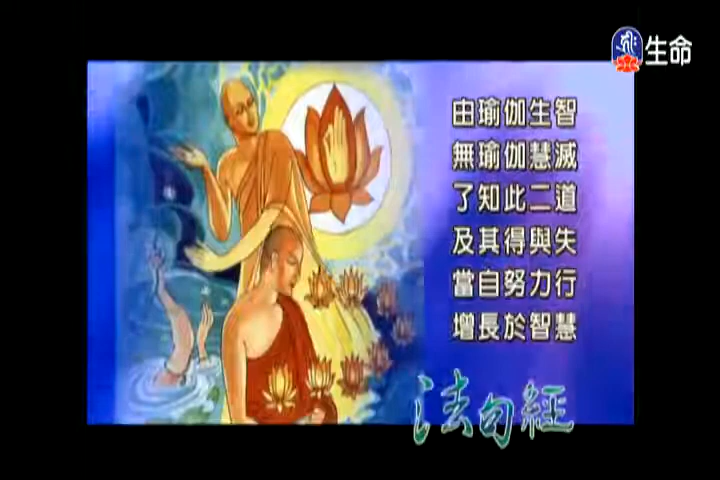 生命
由瑜伽生智
無瑜伽慧滅
了知此二道
及其得與失
當自努力行
增長於智慧
法句經